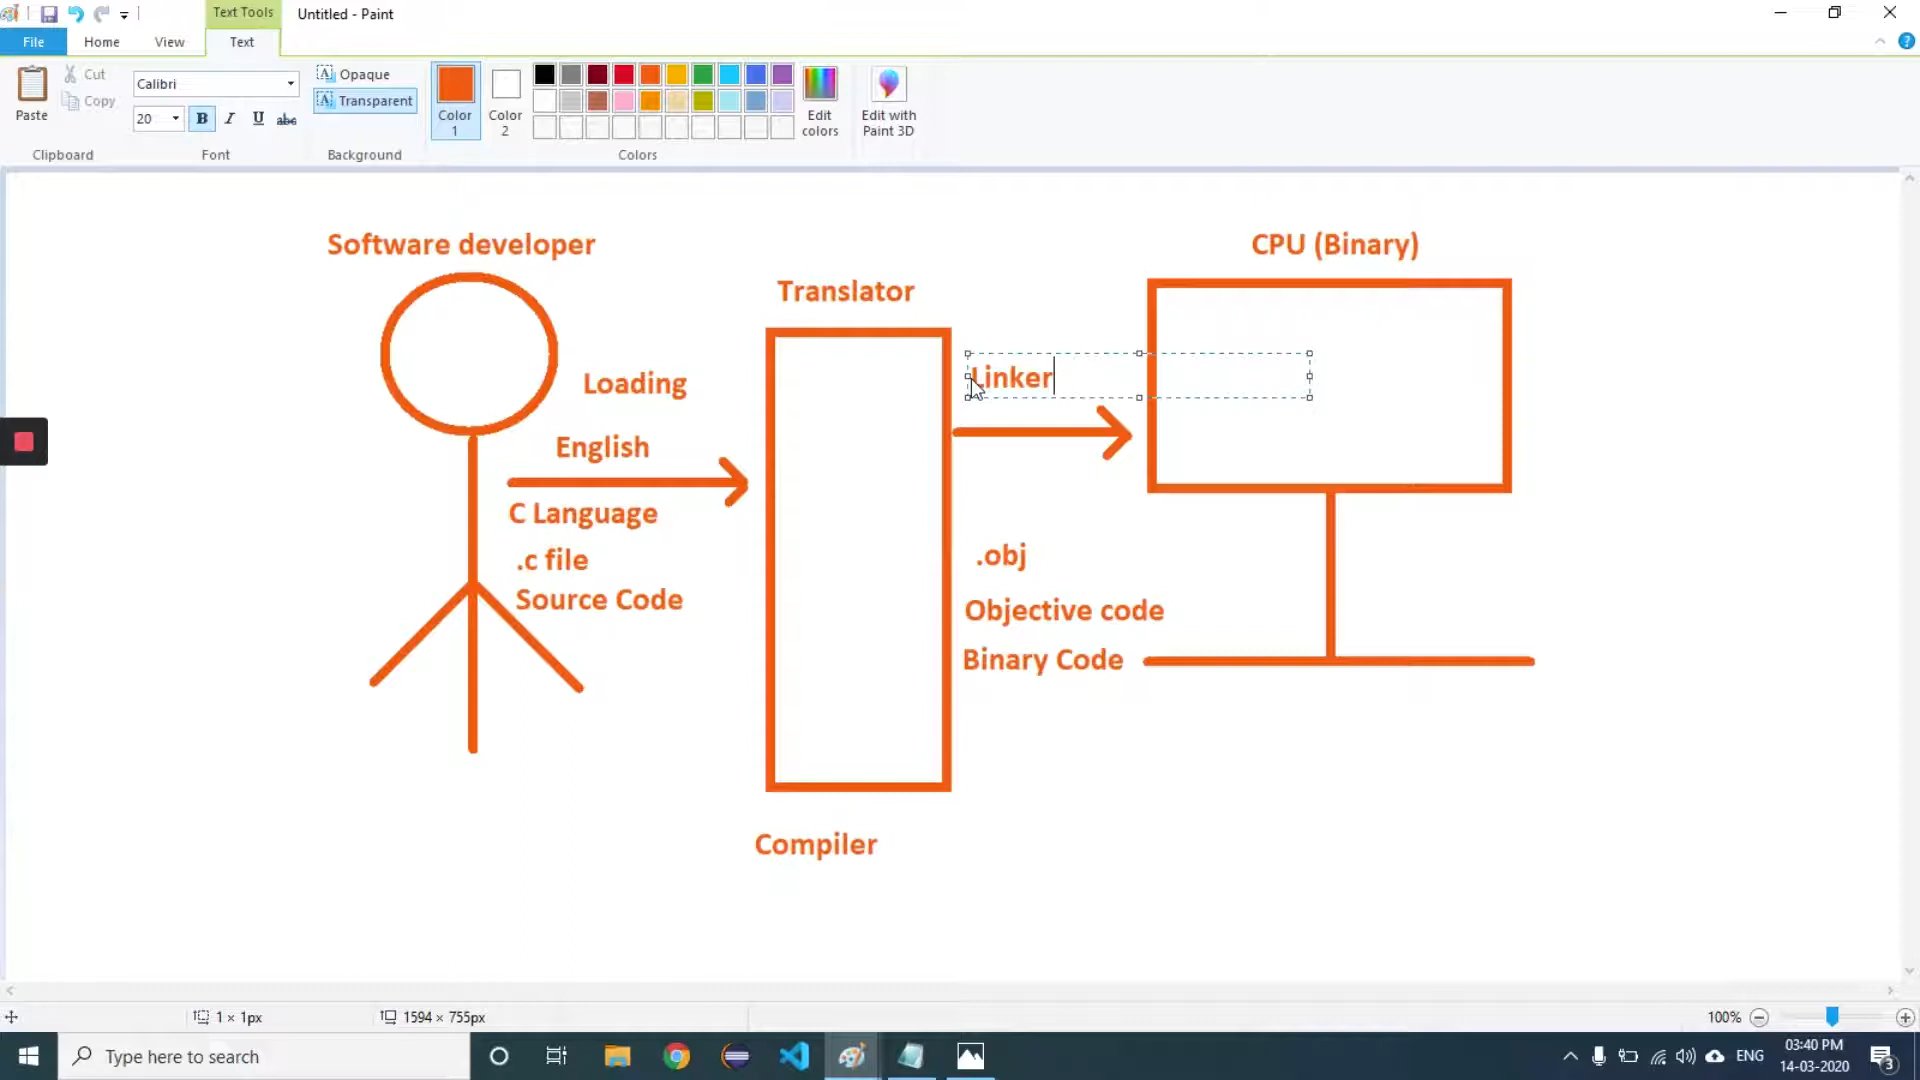 Text Tools
Untitled - Paint
File
Home
View
Text
Paste
Cut
Copy
Clipboard
Calibri
20
B
I
U
abc
Font
Opaque
Transparent
Background
Color
1
Color
2
Edit
colors
Colors
Edit with
Paint 3D
Software developer
CPU (Binary)
Translator
Loading
Linker
English
C Language
.c file
Source Code
.obj
Objective code
Binary Code
Compiler
1 × 1px
1594 × 755px
100%
Type here to search
ENG
03:40 PM
14-03-2020
3